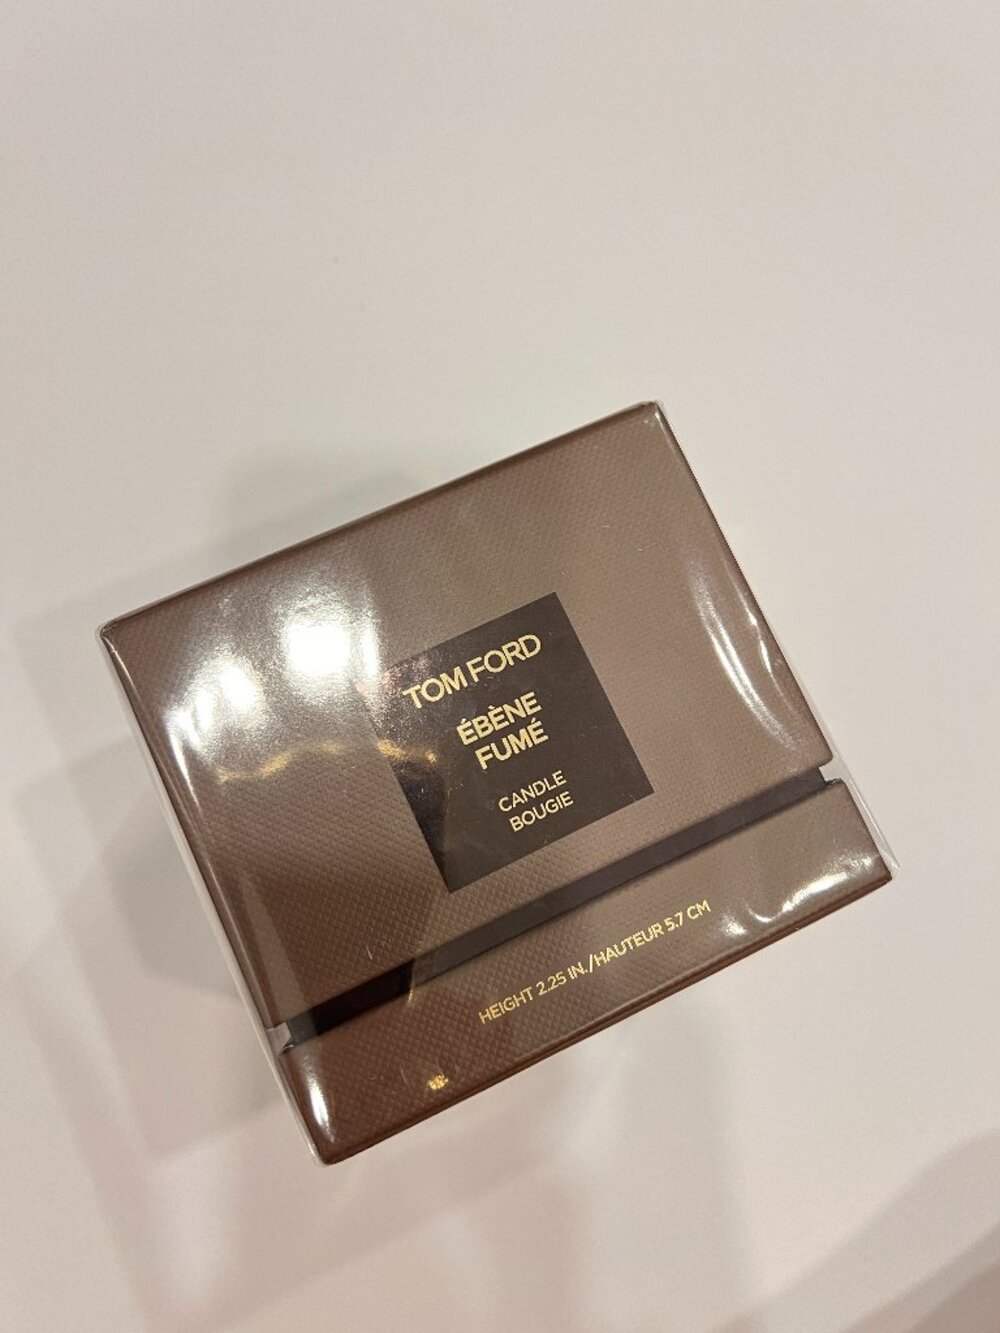 TOM FORD
ÉBÈNE
FUMÉ
CANDLE
BOUGIE
HEIGHT 2.25 IN./HAUTEUR 5.7 CM